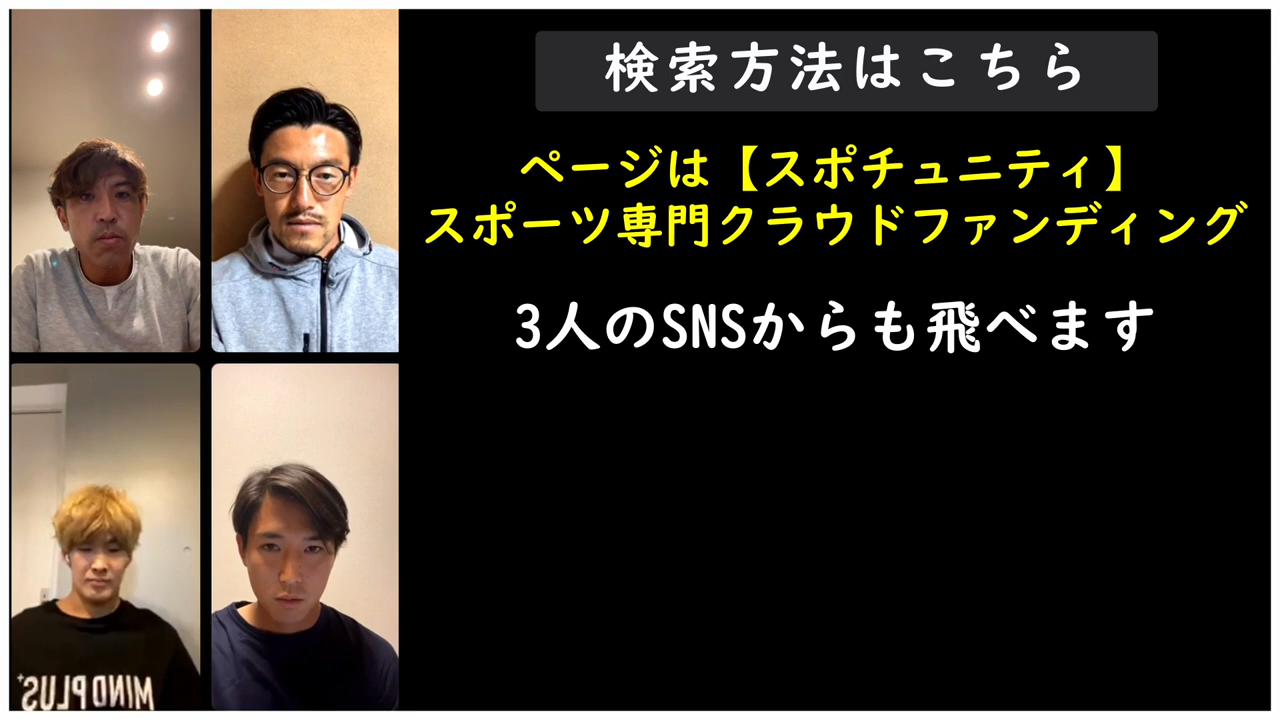 検索方法はこちら
ページは【スポチュニティ】
スポーツ専門クラウドファンディング
3人のSNSからも飛べます
MIND PLUS+